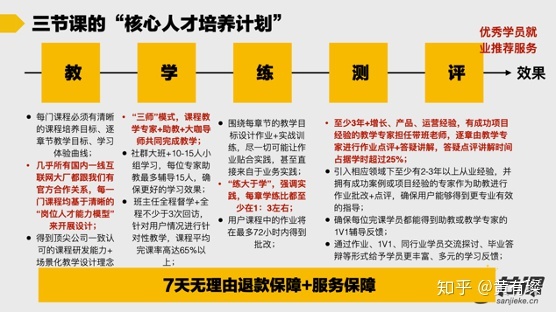 三节课的“核心人才培养计划”
优秀学员就
业推荐服务
教
学
练
测
评
效果
每门课程必须有清晰
的课程培养目标、逐
章节教学目标、学习
体验曲线；
几乎所有国内一线互
联网大厂都跟我们有
官方合作关系，每一
门课程均基于清晰的
“岗位人才能力模型”
来开展设计；
得到顶尖公司一致认
可的课程研发能力+
场景化教学设计理念
“三师”模式，课程教
学专家+助教+大咖导
师共同完成教学；
社群大班+10-15人小
组学习，每位专家助
教最多辅导15人，确
保更好的学习效果；
班主任全程督学+全
程不少于3次回访，
针对用户情况进行针
对性教学，课程平均
完课率高达65%以
上；
围绕每章节的教学目
标设计作业+实战训
练，尽一切可能让作
业贴合实践，甚至直
接来自于业务实践；
“练大于学”，强调实
践，每章学练比都至
少在1：3左右；
用户课程中的作业将
在最多72小时内得到
批改；
至少3年+增长、产品、运营经验，有成功项目
经验的教学专家担任带班老师，逐章由教学专
家进行作业点评+答疑讲解，答疑点评讲解时间
占据学时超过25%；
引入相应领域下至少有2-3年以上从业经验，并
拥有成功案例或项目经验的专家作为助教进行
作业批改+点评，确保用户能够得到更专业有效
的指导；
确保每位完课学员都能得到助教或教学专家的
1V1辅导反馈；
通过作业、1V1、同行业学员交流探讨、毕业答
辩等形式给予学员更丰富、多元的学习反馈；
7天无理由退款保障+服务保障
知乎 @黄有璨
sanjieke.cn